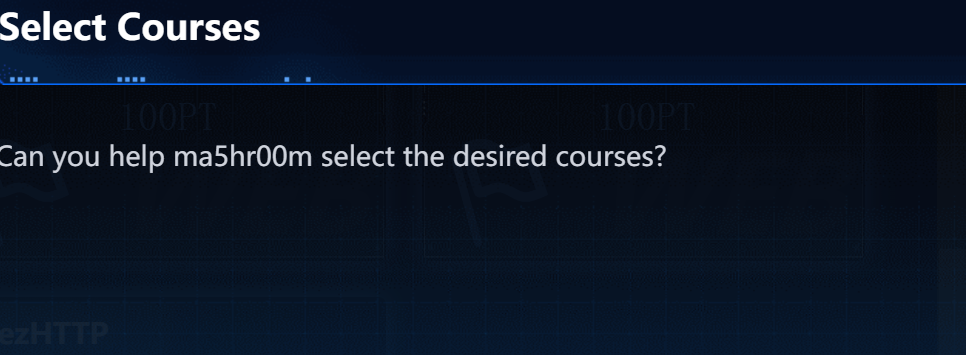 Select Courses
100PT 100PT
Can you help ma5hr00m select the desired courses?
ezHTTP